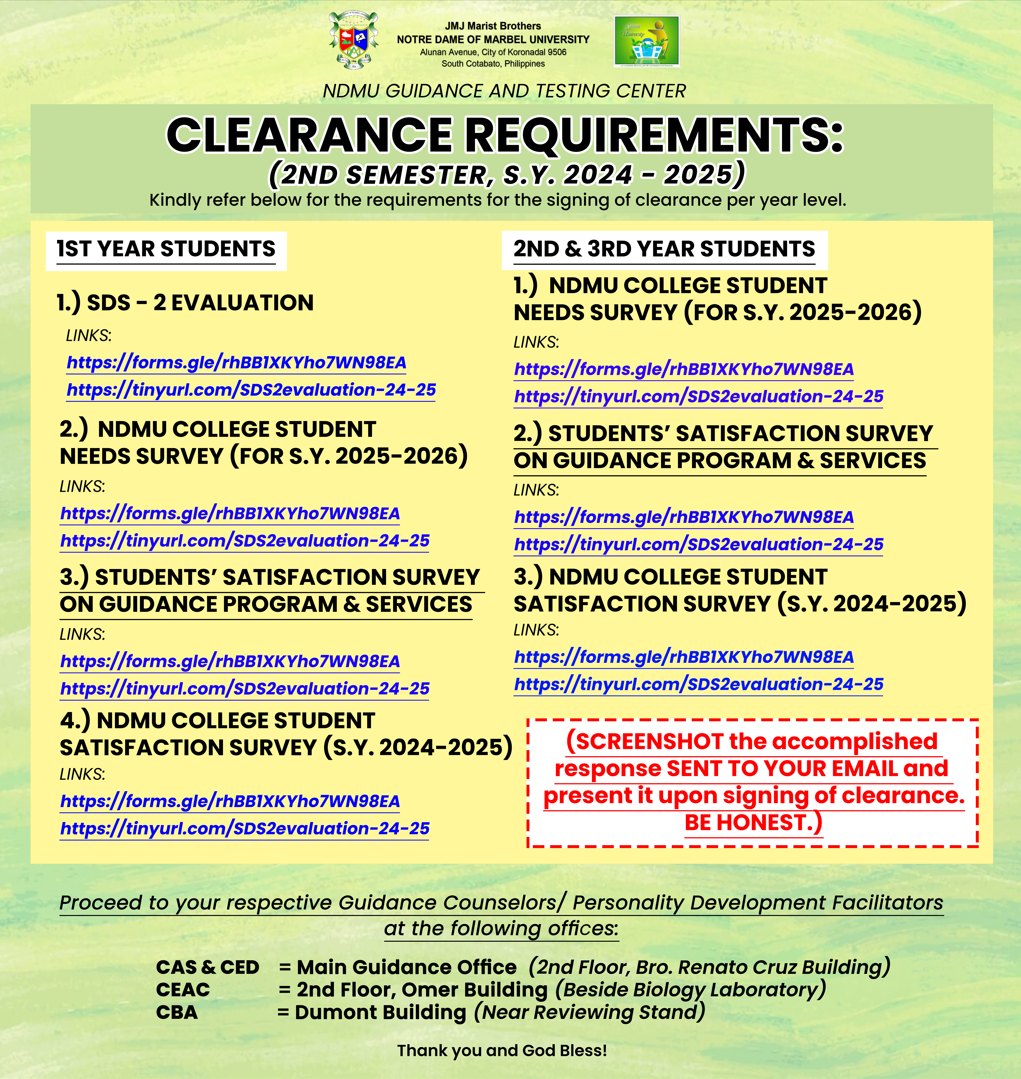 JMJ Marist Brothers
NOTRE DAME OF MARBEL UNIVERSITY
Alunan Avenue, City of Koronadal 9506
South Cotabato, Philippines
NDMU GUIDANCE AND TESTING CENTER
CLEARANCE REQUIREMENTS:
(2ND SEMESTER, S.Y. 2024 - 2025)
Kindly refer below for the requirements for the signing of clearance per year level.
1ST YEAR STUDENTS
1.) SDS - 2 EVALUATION
LINKS:
https://forms.gle/rhBB1XKYho7WN98EA
https://tinyurl.com/SDS2evaluation-24-25
2.) NDMU COLLEGE STUDENT
NEEDS SURVEY (FOR S.Y. 2025-2026)
LINKS:
https://forms.gle/rhBB1XKYho7WN98EA
https://tinyurl.com/SDS2evaluation-24-25
3.) STUDENTS' SATISFACTION SURVEY
ON GUIDANCE PROGRAM & SERVICES
LINKS:
https://forms.gle/rhBB1XKYho7WN98EA
https://tinyurl.com/SDS2evaluation-24-25
4.) NDMU COLLEGE STUDENT
SATISFACTION SURVEY (S.Y. 2024-2025)
LINKS:
https://forms.gle/rhBB1XKYho7WN98EA
https://tinyurl.com/SDS2evaluation-24-25
2ND & 3RD YEAR STUDENTS
1.) NDMU COLLEGE STUDENT
NEEDS SURVEY (FOR S.Y. 2025-2026)
LINKS:
https://forms.gle/rhBB1XKYho7WN98EA
https://tinyurl.com/SDS2evaluation-24-25
2.) STUDENTS' SATISFACTION SURVEY
ON GUIDANCE PROGRAM & SERVICES
LINKS:
https://forms.gle/rhBB1XKYho7WN98EA
https://tinyurl.com/SDS2evaluation-24-25
3.) NDMU COLLEGE STUDENT
SATISFACTION SURVEY (S.Y. 2024-2025)
LINKS:
https://forms.gle/rhBB1XKYho7WN98EA
https://tinyurl.com/SDS2evaluation-24-25
(SCREENSHOT the accomplished
response SENT TO YOUR EMAIL and
present it upon signing of clearance.
BE HONEST.)
Proceed to your respective Guidance Counselors/ Personality Development Facilitators
at the following offices:
CAS & CED = Main Guidance Office (2nd Floor, Bro. Renato Cruz Building)
CEAC = 2nd Floor, Omer Building (Beside Biology Laboratory)
CBA = Dumont Building (Near Reviewing Stand)
Thank you and God Bless!